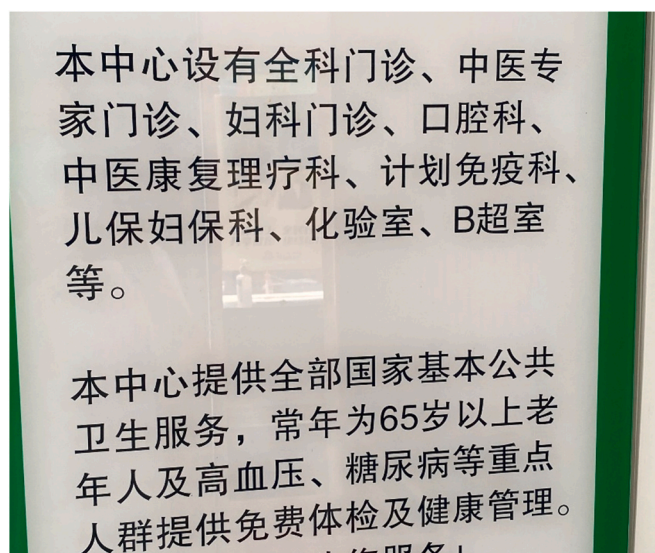 本中心设有全科门诊、中医专
家门诊、妇科门诊、口腔科、
中医康复理疗科、计划免疫科、
儿保妇保科、化验室、B超室
等。
本中心提供全部国家基本公共
卫生服务，常年为65岁以上老
年人及高血压、糖尿病等重点
人群提供免费体检及健康管理。
服务！